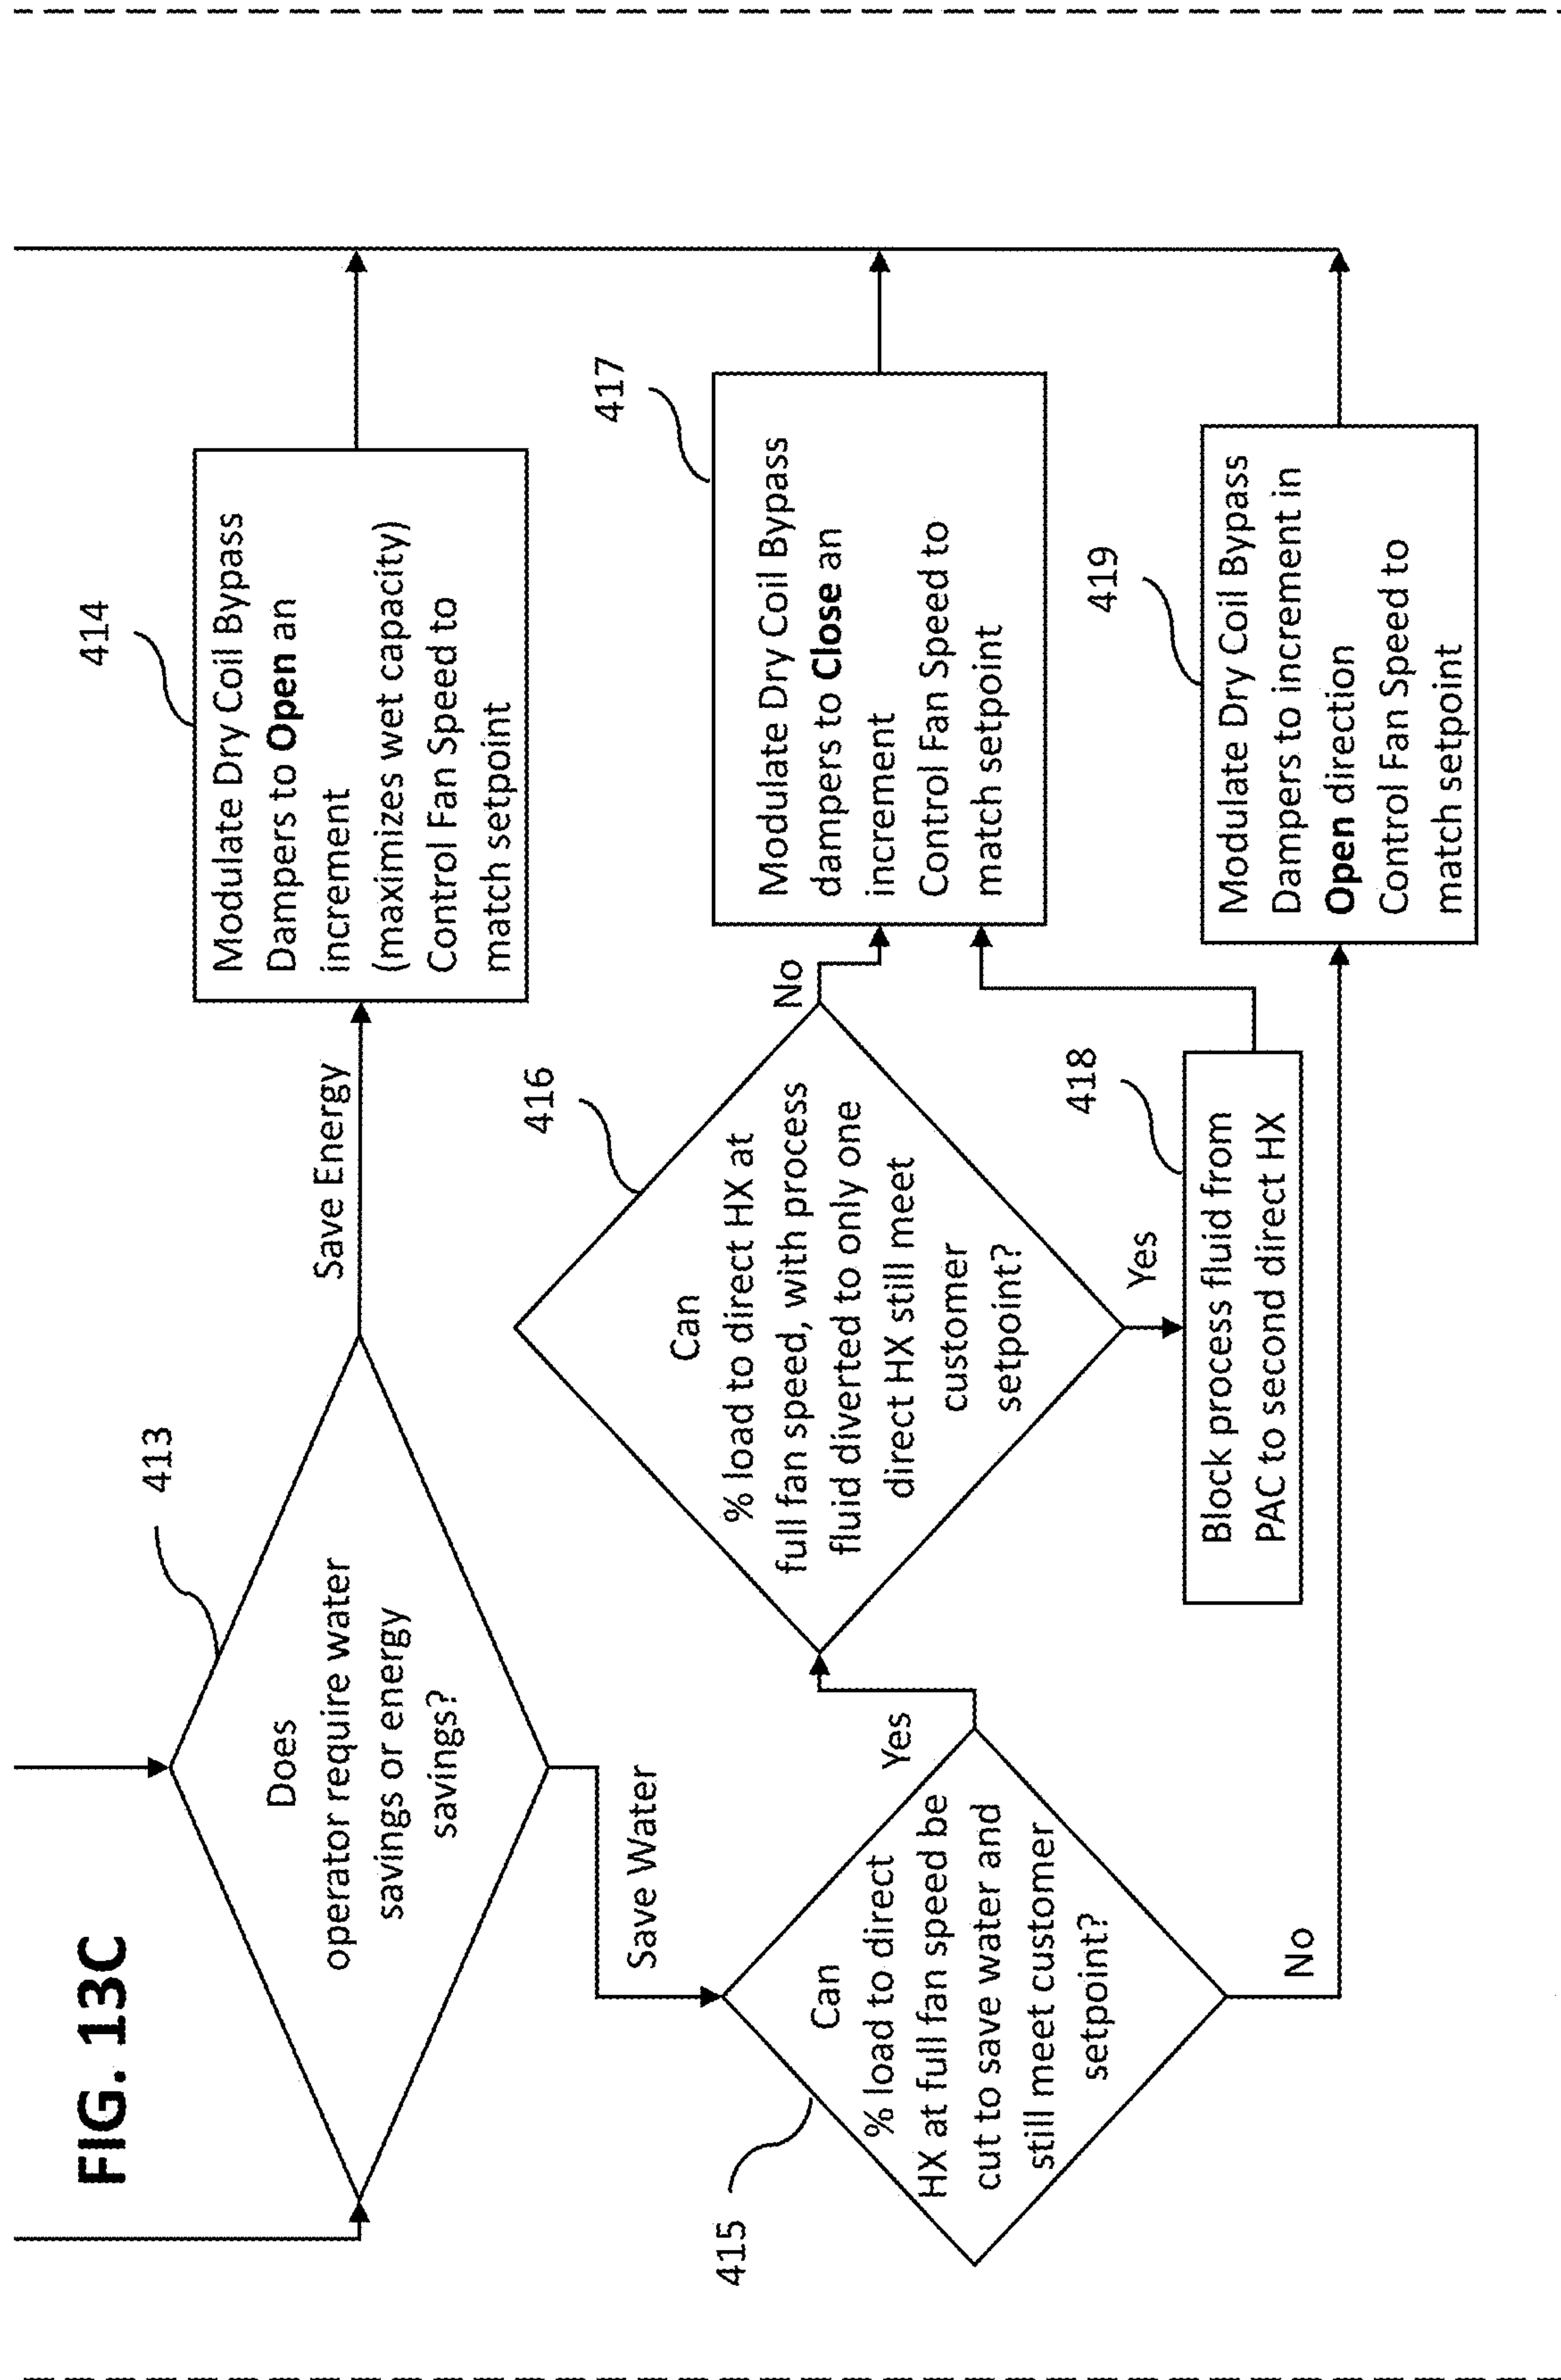 FIG. 13C
413
Does
operator require water
savings or energy
savings?
Save Energy
414
Modulate Dry Coil Bypass
Dampers to Open an
increment
(maximizes wet capacity)
Control Fan Speed to
match setpoint
Save Water
415
Can
% load to direct
HX at full fan speed be
cut to save water and
still meet customer
setpoint?
Yes
416
Can
% load to direct HX at
full fan speed, with process
fluid diverted to only one
direct HX still meet
customer
setpoint?
No
417
Modulate Dry Coil Bypass
dampers to Close an
increment
Control Fan Speed to
match setpoint
Yes
418
Block process fluid from
PAC to second direct HX
No
419
Modulate Dry Coil Bypass
Dampers to increment in
Open direction
Control Fan Speed to
match setpoint